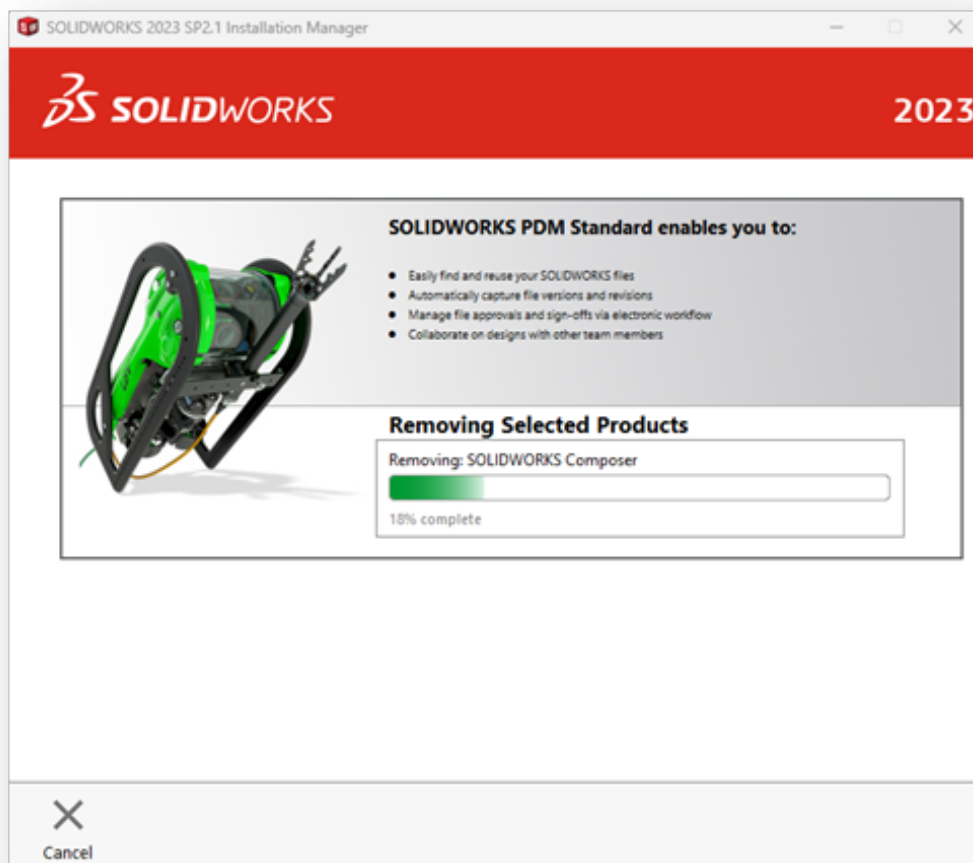 SOLIDWORKS 2023 SP2.1 Installation Manager
SOLIDWORKS
2023
SOLIDWORKS PDM Standard enables you to:
Easily find and reuse your SOLIDWORKS files
Automatically capture file versions and revisions
Manage file approvals and sign-offs via electronic workflow
Collaborate on designs with other team members
Removing Selected Products
Removing: SOLIDWORKS Composer
18% complete
Cancel